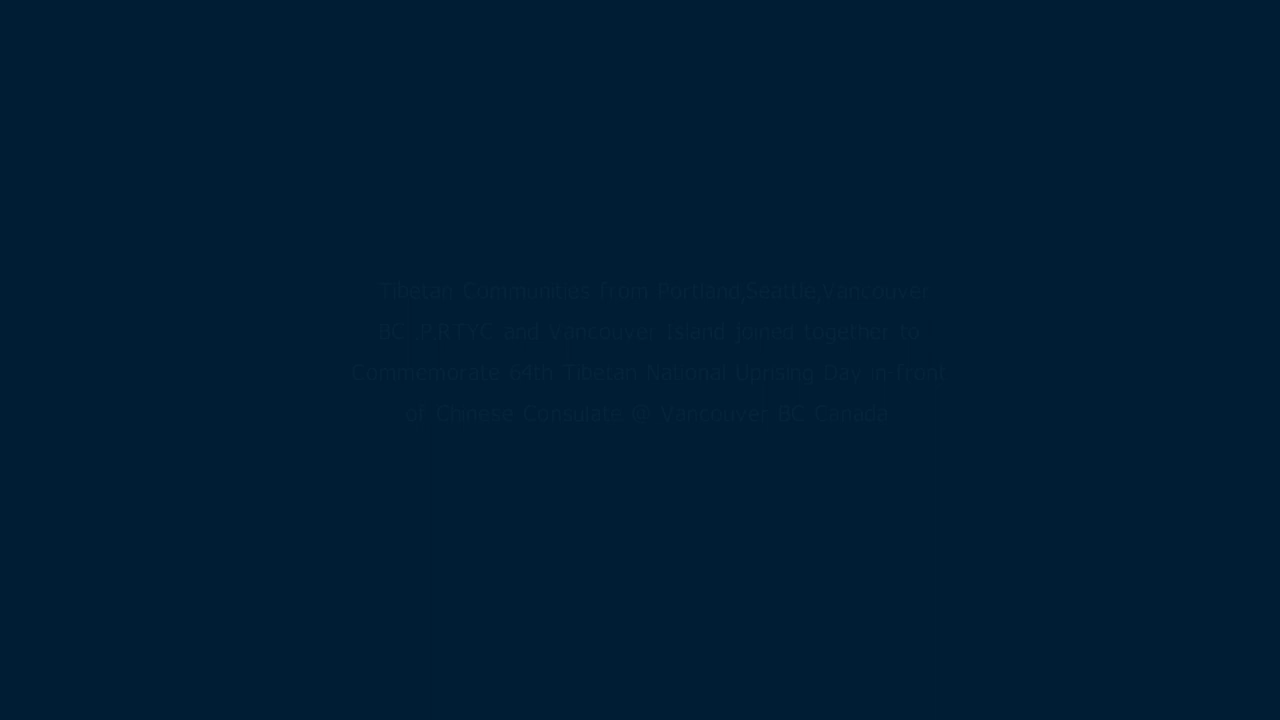 Tibetan Communities from Portland,Seattle,Vancouver
BC ,P.RTYC and Vancouver Island joined together to
Commemorate 64th Tibetan National Uprising Day in front
of Chinese Consulate @ Vancouver BC Canada